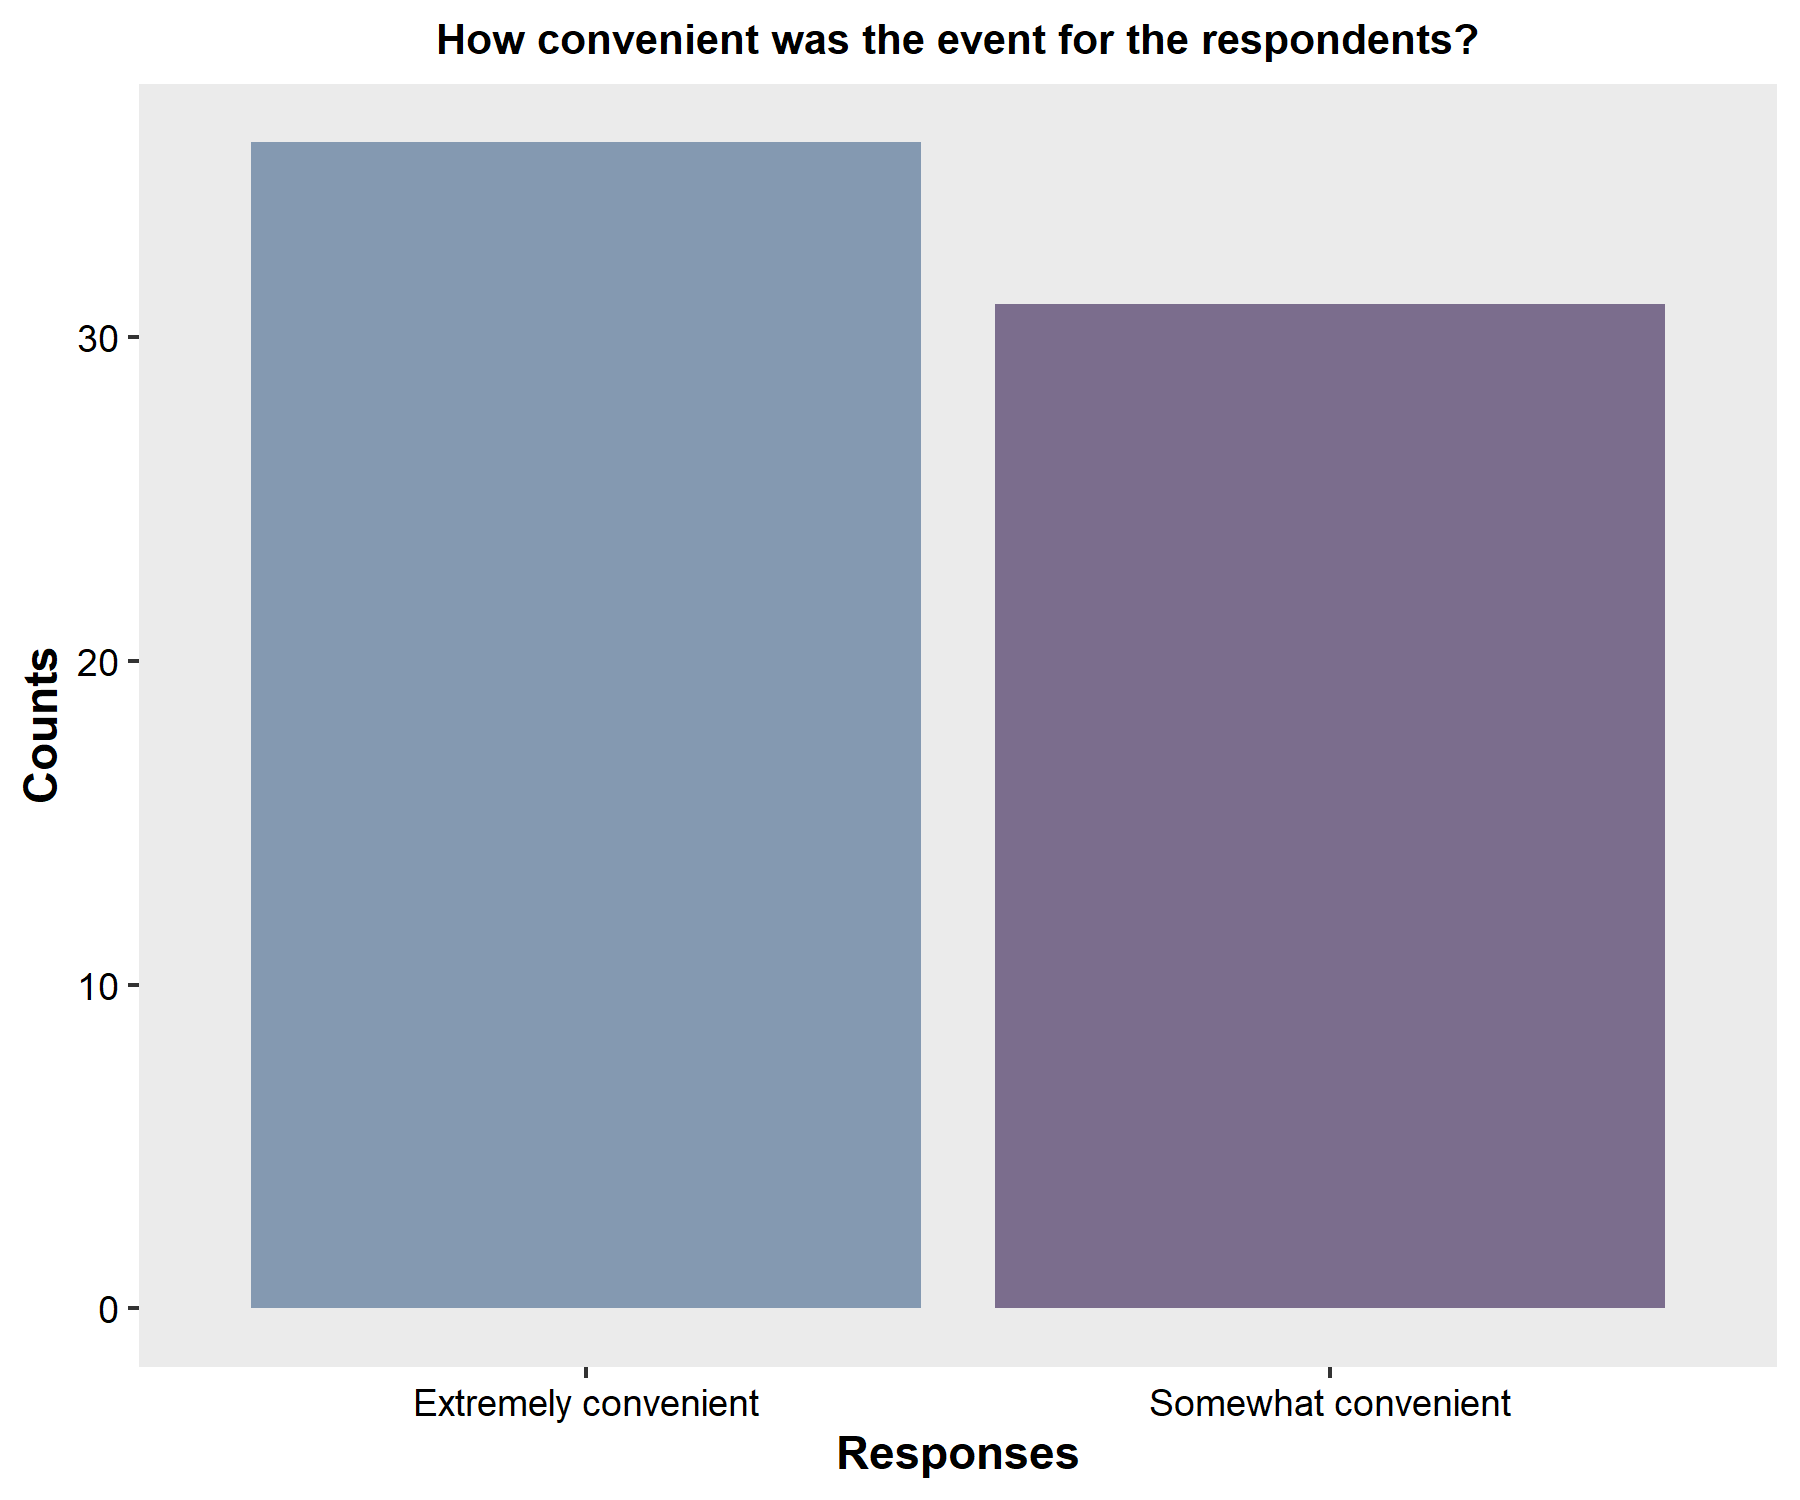 How convenient was the event for the respondents?
Counts
30
20
10
0
Extremely convenient
Somewhat convenient
Responses